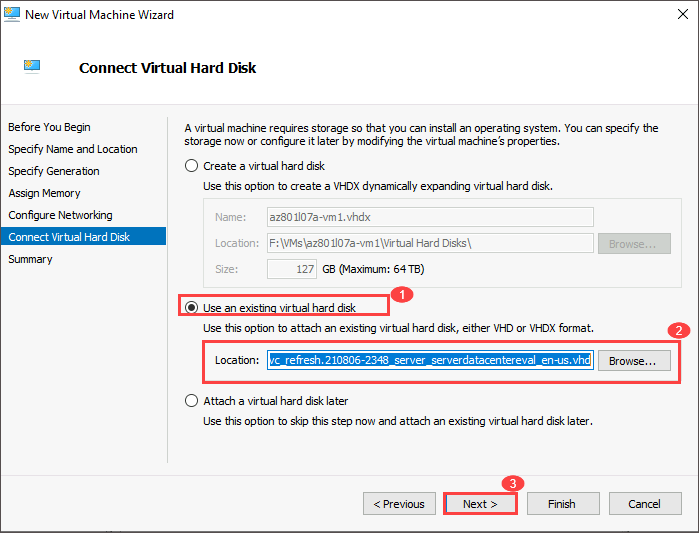 New Virtual Machine Wizard
Connect Virtual Hard Disk
Before You Begin
Specify Name and Location
Specify Generation
Assign Memory
Configure Networking
Connect Virtual Hard Disk
Summary
A virtual machine requires storage so that you can install an operating system. You can specify the
storage now or configure it later by modifying the virtual machine's properties.
Create a virtual hard disk
Use this option to create a VHDX dynamically expanding virtual hard disk.
Name: az801l07a-vm1.vhdx
Location: F:\VMs\az801l07a-vm1\Virtual Hard Disks\ Browse...
Size: 127 GB (Maximum: 64 TB)
1
Use an existing virtual hard disk
Use this option to attach an existing virtual hard disk, either VHD or VHDX format.
2
Location: vc_refresh.210806-2348_server_serverdatacentereval_en-us.vhd Browse...
Attach a virtual hard disk later
Use this option to skip this step now and attach an existing virtual hard disk later.
3
< Previous Next > Finish Cancel